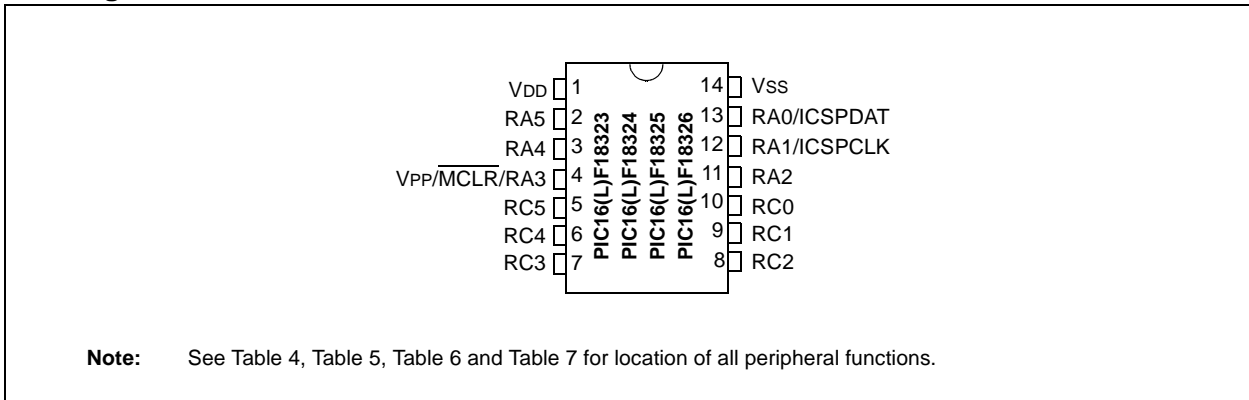 VDD 1 14 VSS
RA5 2 13 RA0/ICSPDAT
RA4 3 12 RA1/ICSPCLK
VPP/MCLR/RA3 4 11 RA2
RC5 5 10 RC0
RC4 6 9 RC1
RC3 7 8 RC2
PIC16(L)F18323
PIC16(L)F18324
PIC16(L)F18325
PIC16(L)F18326
Note: See Table 4, Table 5, Table 6 and Table 7 for location of all peripheral functions.